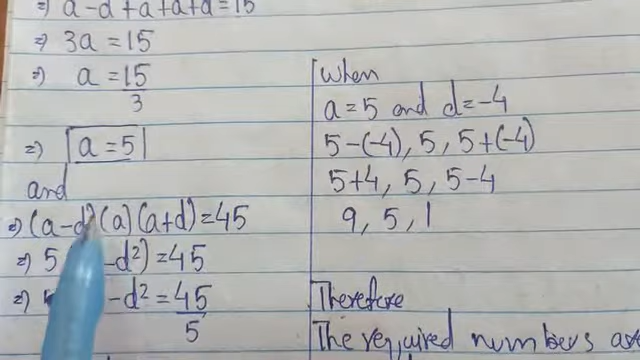 ⇒ a-d+a+a+d=15
⇒ 3a = 15
⇒ a = 15/3
⇒ a = 5
and
⇒ (a-d)(a)(a+d)=45
⇒ 5 -d²) = 45
⇒ -d² = 45/5
When
a = 5 and d = -4
5-(-4), 5, 5+(-4)
5+4, 5, 5-4
9, 5, 1
Therefore
The required numbers are